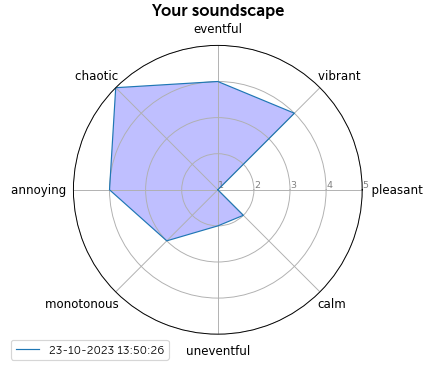 Your soundscape
eventful
chaotic
vibrant
annoying
1
2
3
4
5
pleasant
monotonous
calm
uneventful
23-10-2023 13:50:26